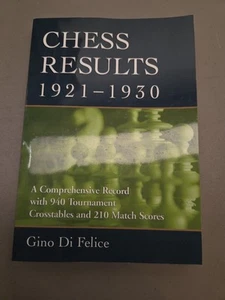 CHESS
RESULTS
1921–1930
A Comprehensive Record
with 940 Tournament
Crosstables and 210 Match Scores
Gino Di Felice